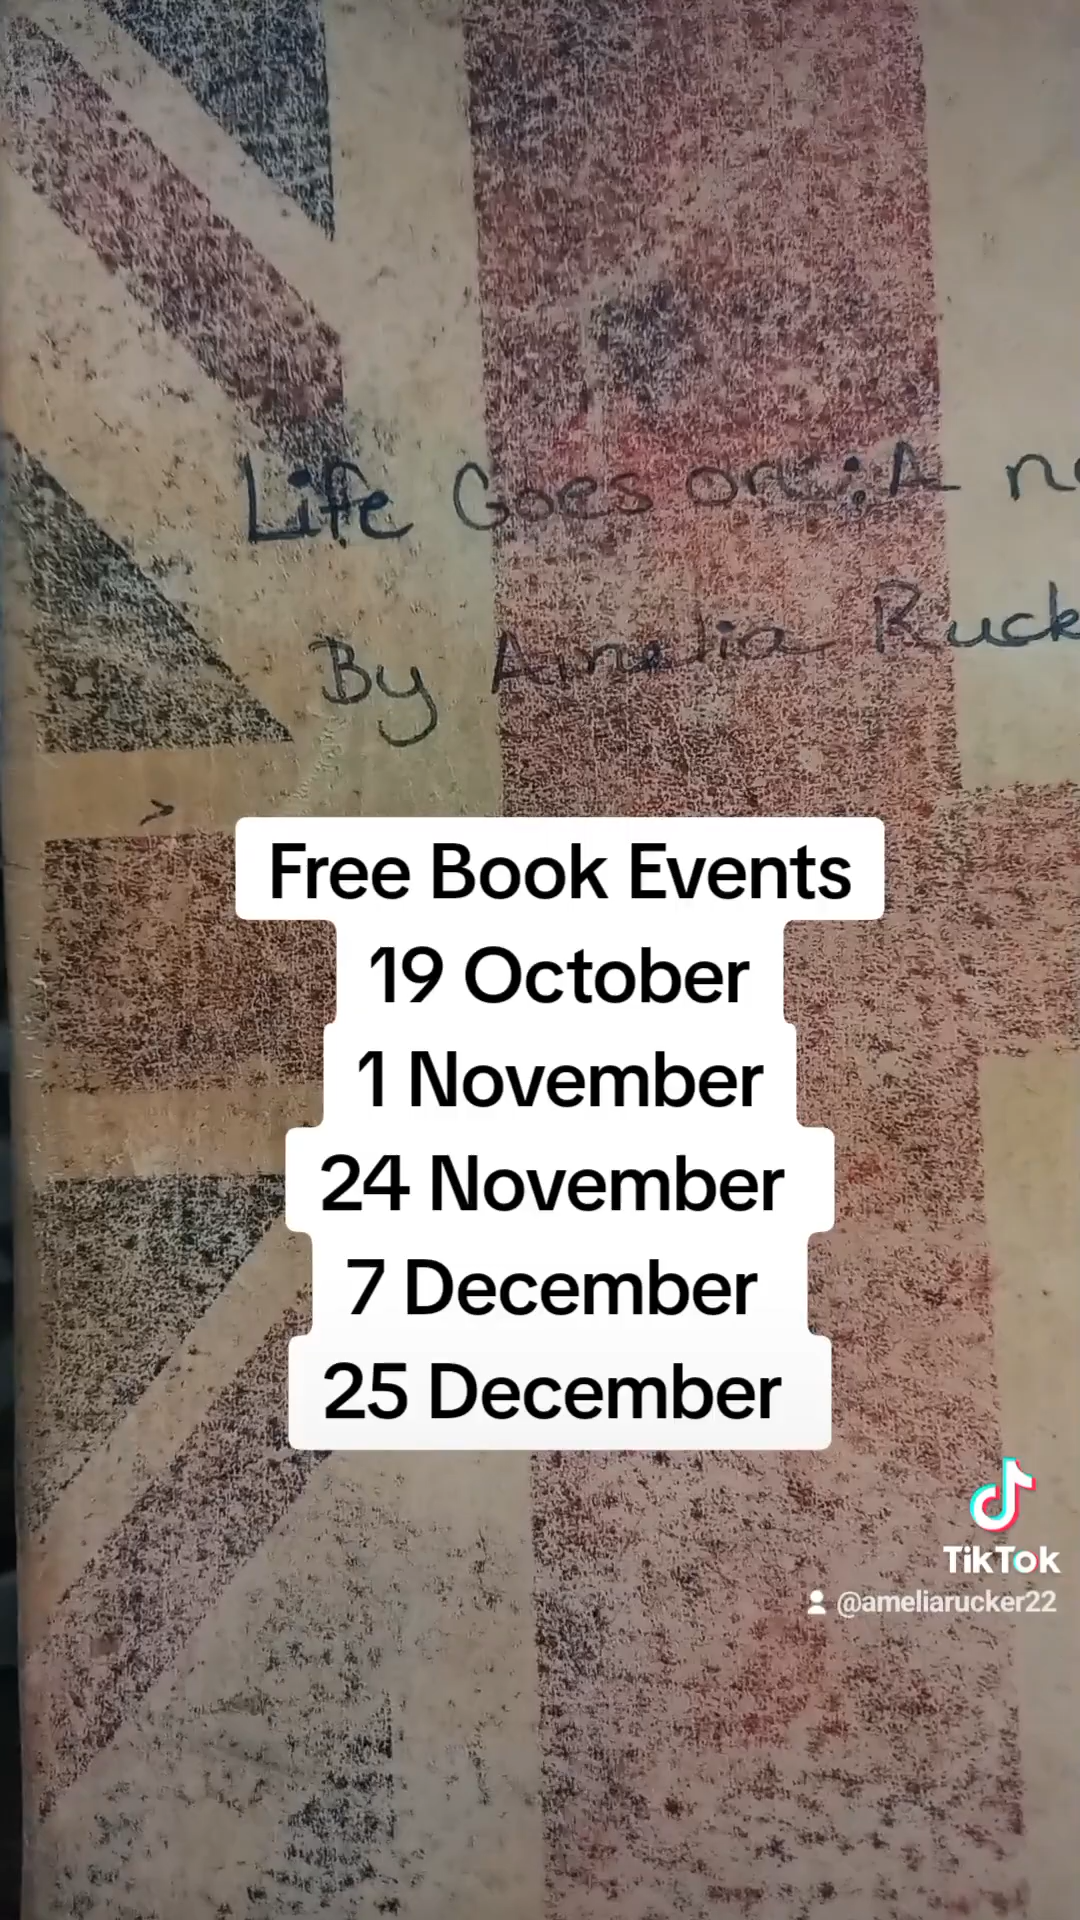 Life Goes on: A
By Amelia
Free Book Events
19 October
1 November
24 November
7 December
25 December
TikTok
@ameliarucker22